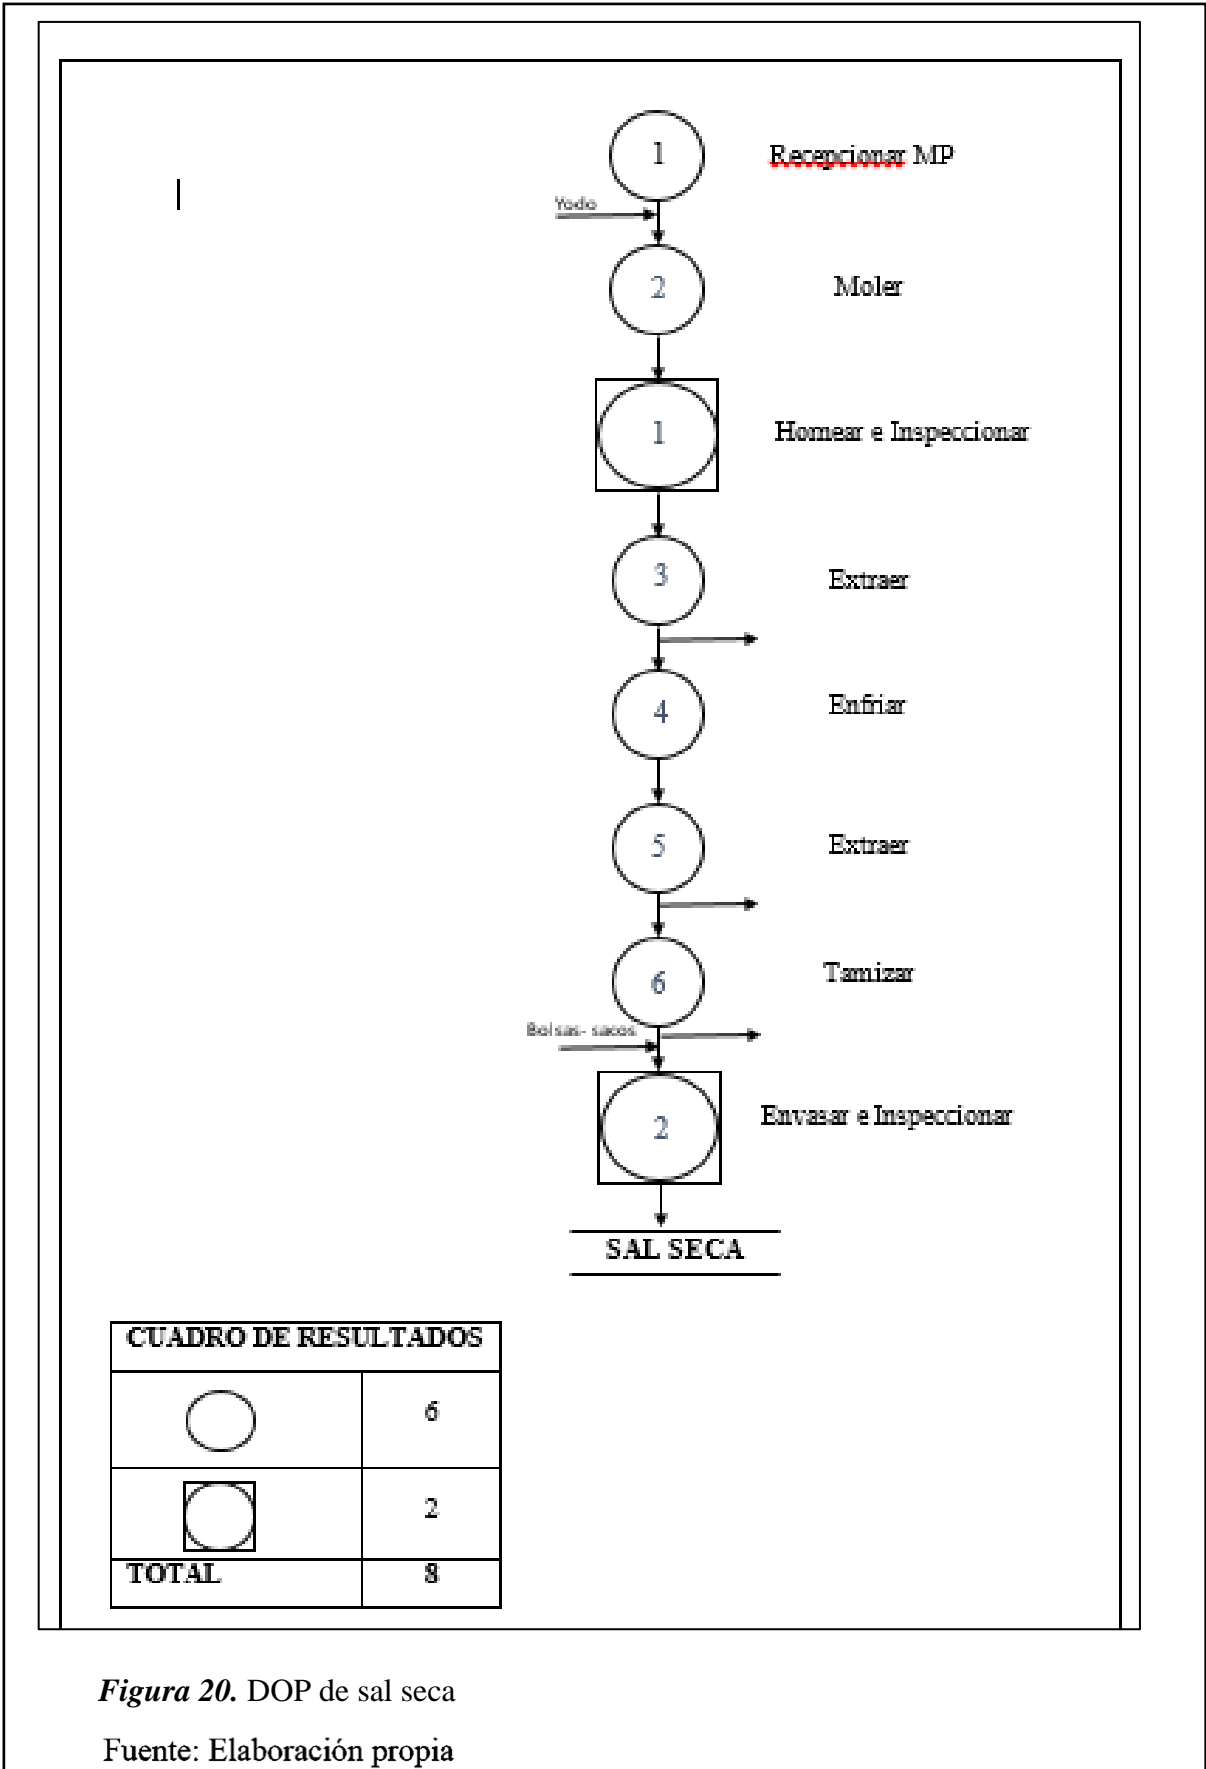 1 Recepcionar MP
Yodo
2 Moler
1 Hornear e Inspeccionar
3 Extraer
4 Enfriar
5 Extraer
6 Tamizar
Bolsas- sacos
2 Envasar e Inspeccionar
SAL SECA
CUADRO DE RESULTADOS
6
2
TOTAL 8
Figura 20. DOP de sal seca
Fuente: Elaboración propia